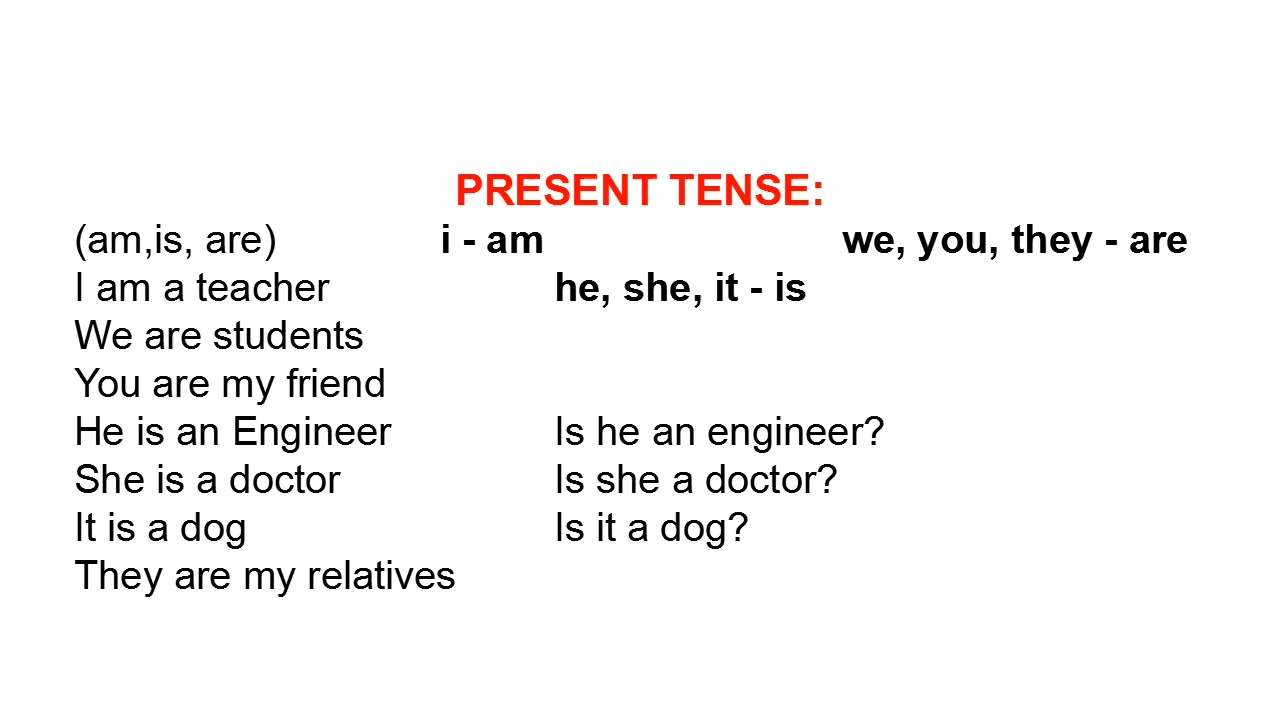 PRESENT TENSE:
(am,is, are) i - am we, you, they - are
I am a teacher he, she, it - is
We are students
You are my friend
He is an Engineer Is he an engineer?
She is a doctor Is she a doctor?
It is a dog Is it a dog?
They are my relatives